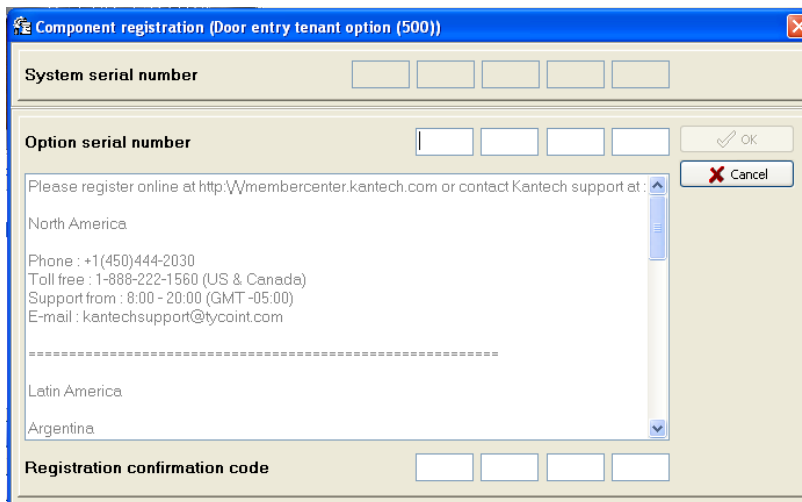 Component registration (Door entry tenant option (500))
System serial number
Option serial number
OK
Cancel
Please register online at http:\\membercenter.kantech.com or contact Kantech support at :
North America
Phone : +1(450)444-2030
Toll free : 1-888-222-1560 (US & Canada)
Support from : 8:00 - 20:00 (GMT -05:00)
E-mail : kantechsupport@tycoint.com
==========================================================
Latin America
Argentina
Registration confirmation code